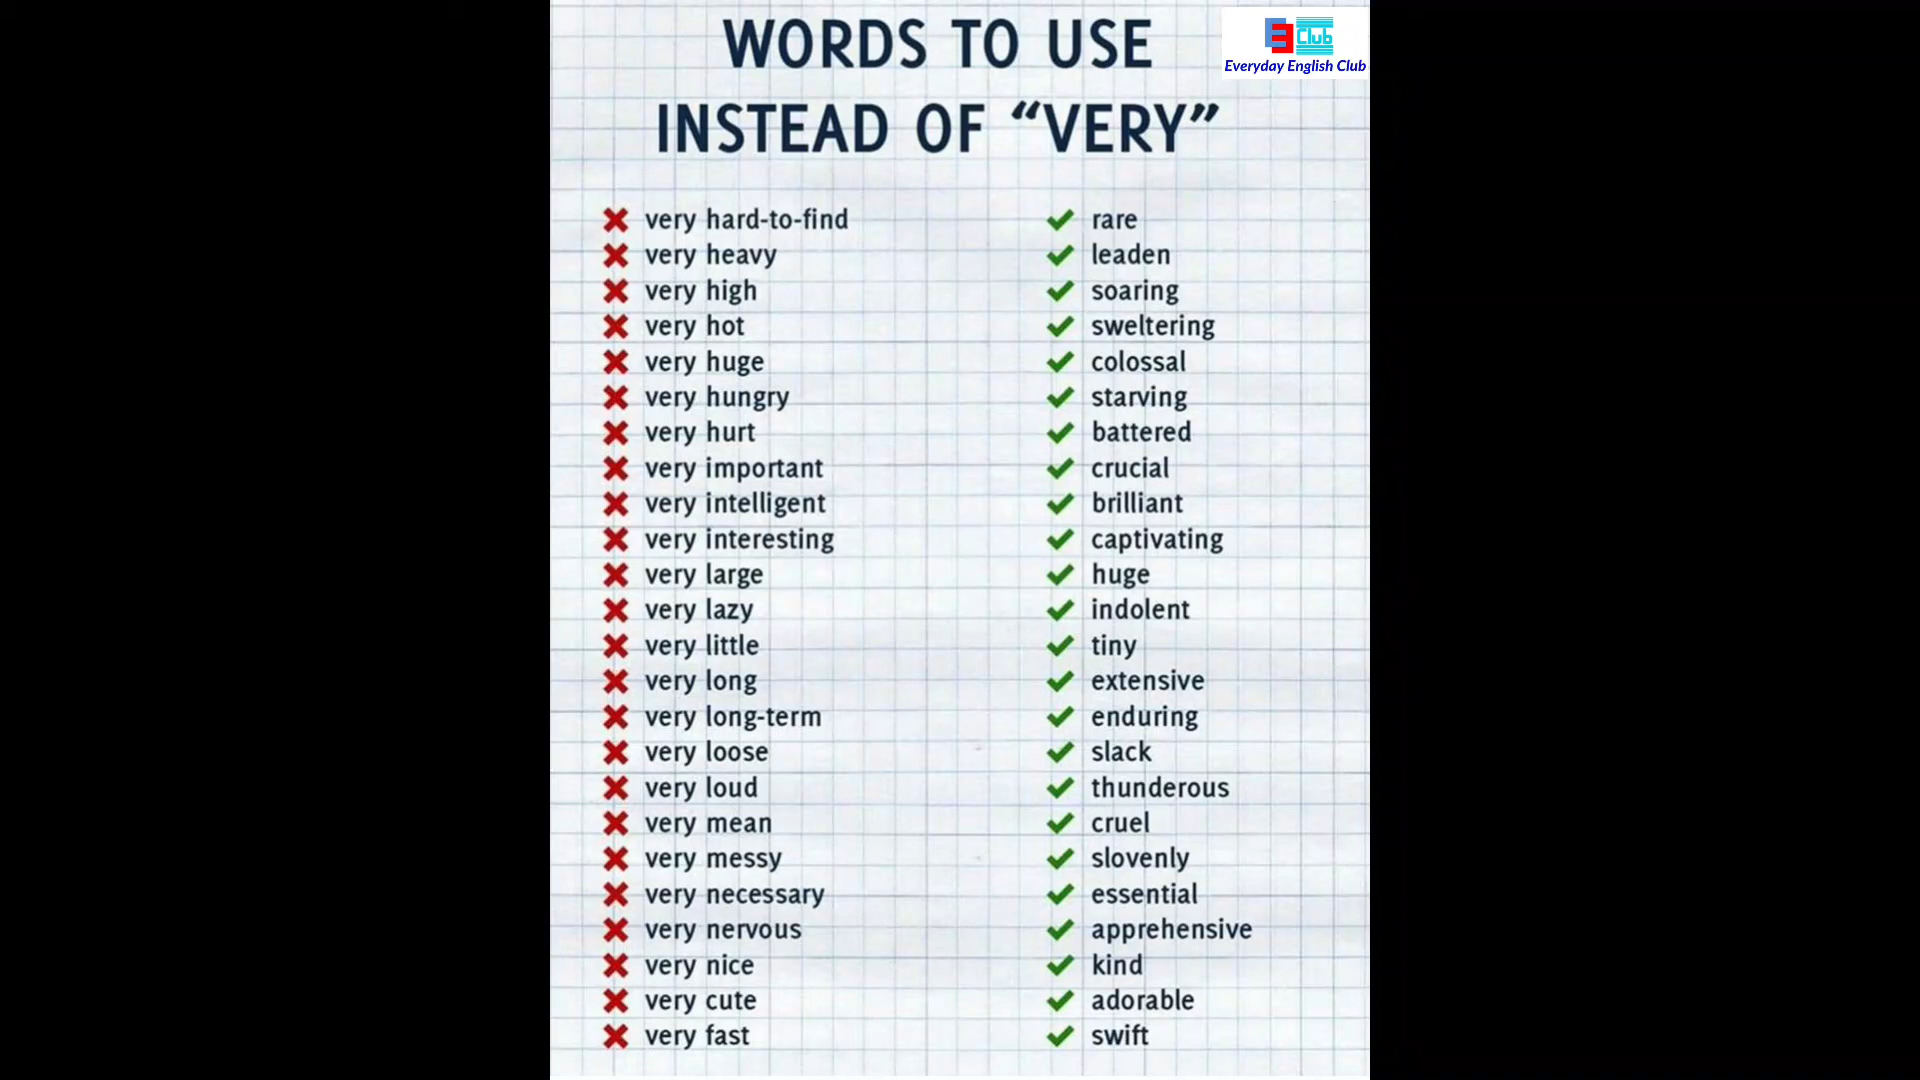 WORDS TO USE
INSTEAD OF “VERY”
Club
Everyday English Club
very hard-to-find rare
very heavy leaden
very high soaring
very hot sweltering
very huge colossal
very hungry starving
very hurt battered
very important crucial
very intelligent brilliant
very interesting captivating
very large huge
very lazy indolent
very little tiny
very long extensive
very long-term enduring
very loose slack
very loud thunderous
very mean cruel
very messy slovenly
very necessary essential
very nervous apprehensive
very nice kind
very cute adorable
very fast swift